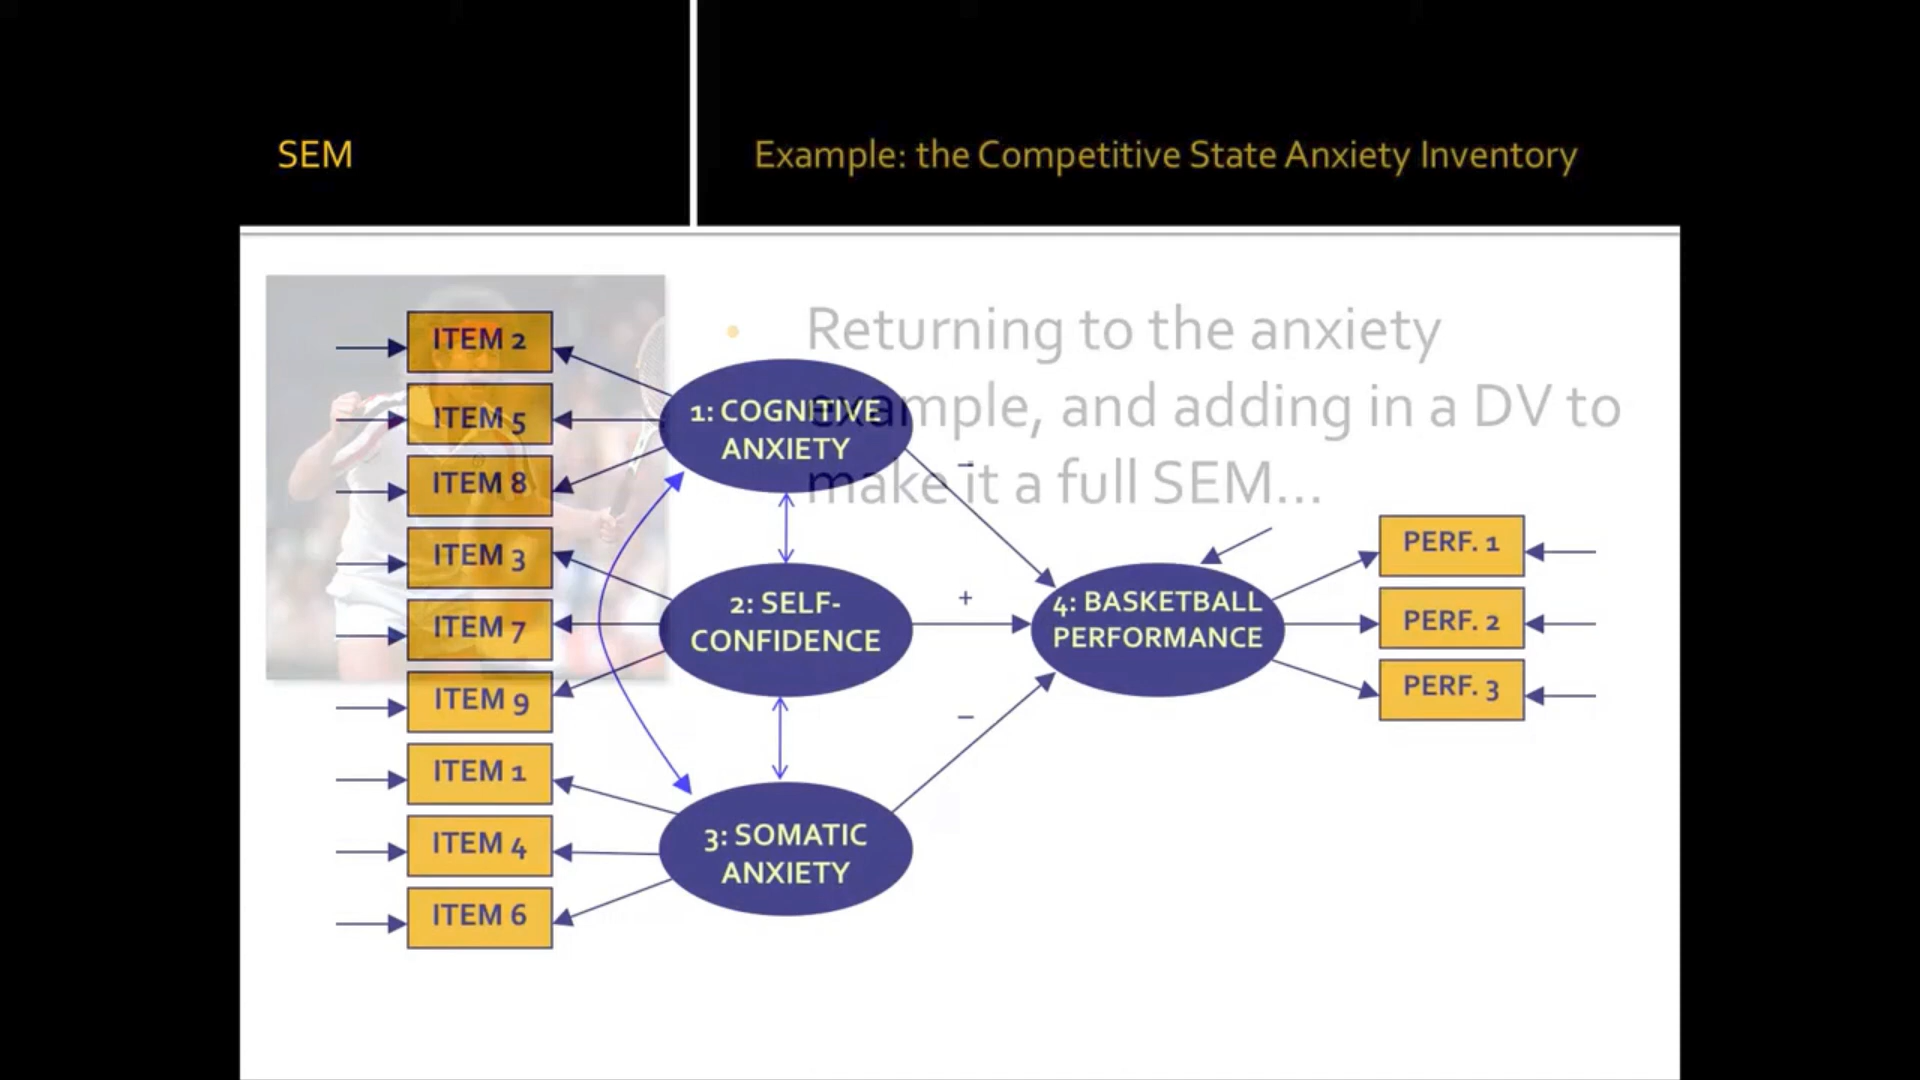 SEM
Example: the Competitive State Anxiety Inventory
Returning to the anxiety
example, and adding in a DV to
make it a full SEM...
ITEM 2
ITEM 5
ITEM 8
ITEM 3
ITEM 7
ITEM 9
ITEM 1
ITEM 4
ITEM 6
1: COGNITIVE
ANXIETY
2: SELF-
CONFIDENCE
3: SOMATIC
ANXIETY
–
+
–
4: BASKETBALL
PERFORMANCE
PERF. 1
PERF. 2
PERF. 3